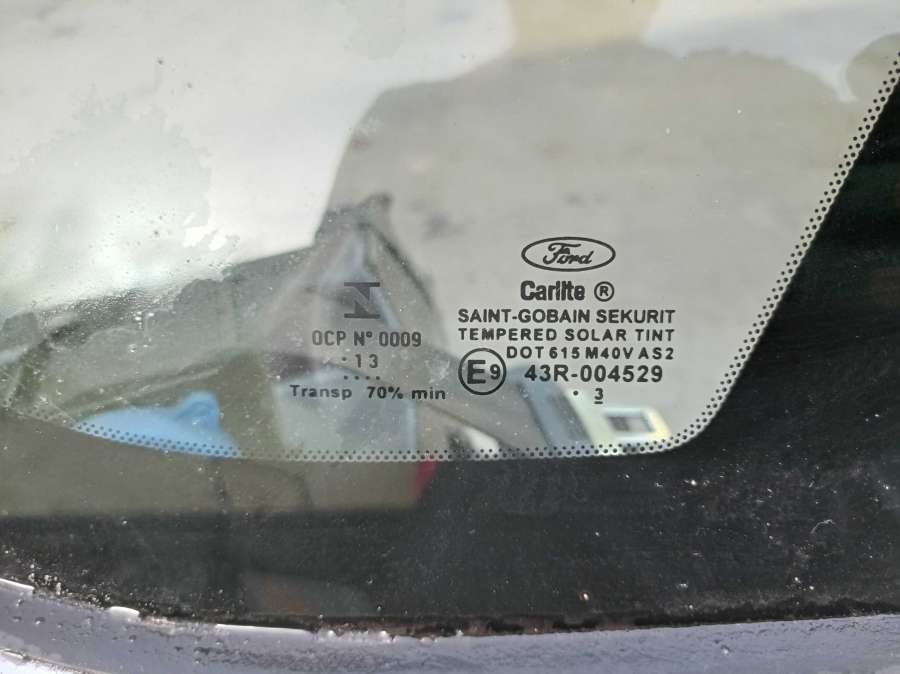 Ford
Carlite ®
SAINT-GOBAIN SEKURIT
TEMPERED SOLAR TINT
DOT 615 M40V AS2
E9 43R-004529
. 3
N
OCP N° 0009
. 13
....
Transp 70% min